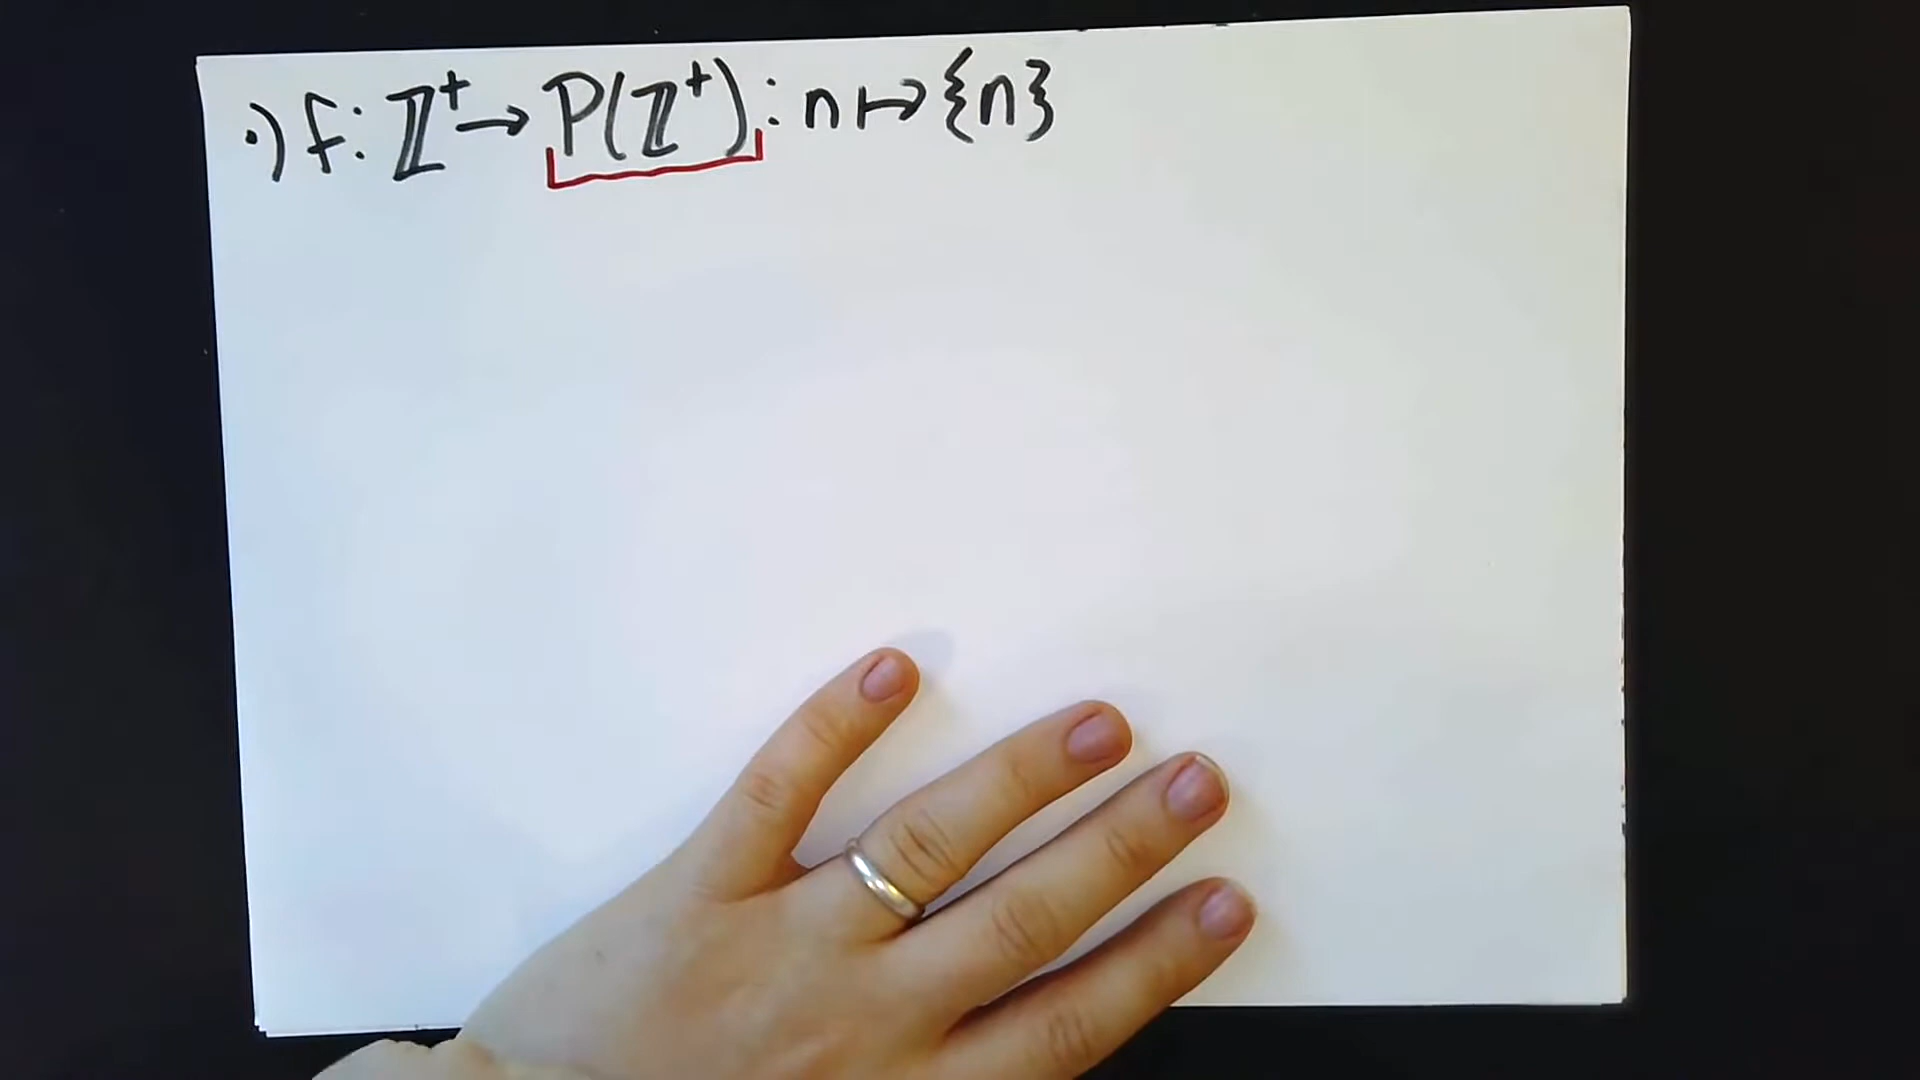 ·) f: ℤ⁺ → P(ℤ⁺) : n ↦ {n}